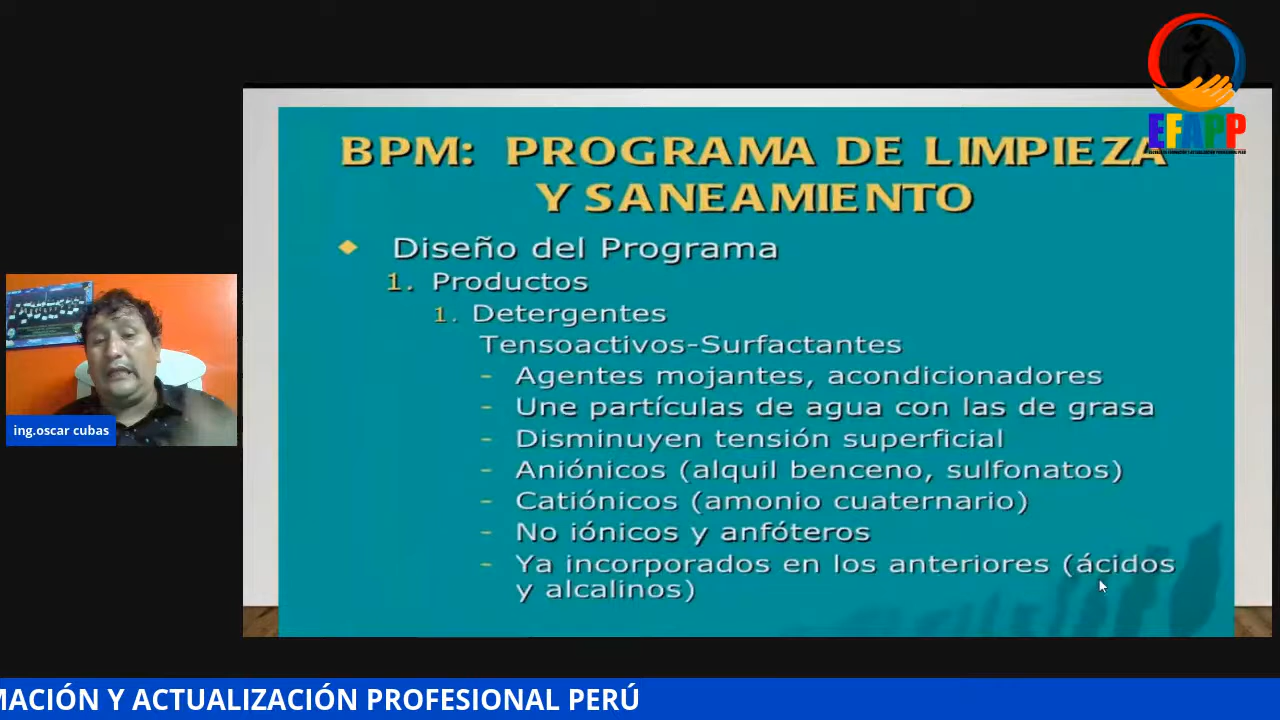 EFAPP
BPM: PROGRAMA DE LIMPIEZA
Y SANEAMIENTO
Diseño del Programa
1. Productos
1. Detergentes
Tensoactivos-Surfactantes
- Agentes mojantes, acondicionadores
- Une partículas de agua con las de grasa
- Disminuyen tensión superficial
- Aniónicos (alquil benceno, sulfonatos)
- Catiónicos (amonio cuaternario)
- No iónicos y anfóteros
- Ya incorporados en los anteriores (ácidos
y alcalinos)
ing.oscar cubas
MACIÓN Y ACTUALIZACIÓN PROFESIONAL PERÚ